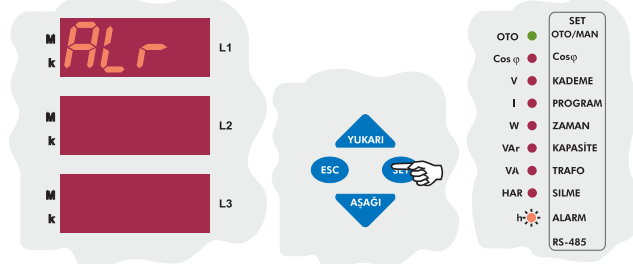 M
k
ALr
L1
M
k
L2
M
k
L3
YUKARI
ESC
SET
AŞAĞI
SET
OTO OTO/MAN
Cos φ Cosφ
V KADEME
I PROGRAM
W ZAMAN
VAr KAPASİTE
VA TRAFO
HAR SİLME
h ALARM
RS-485